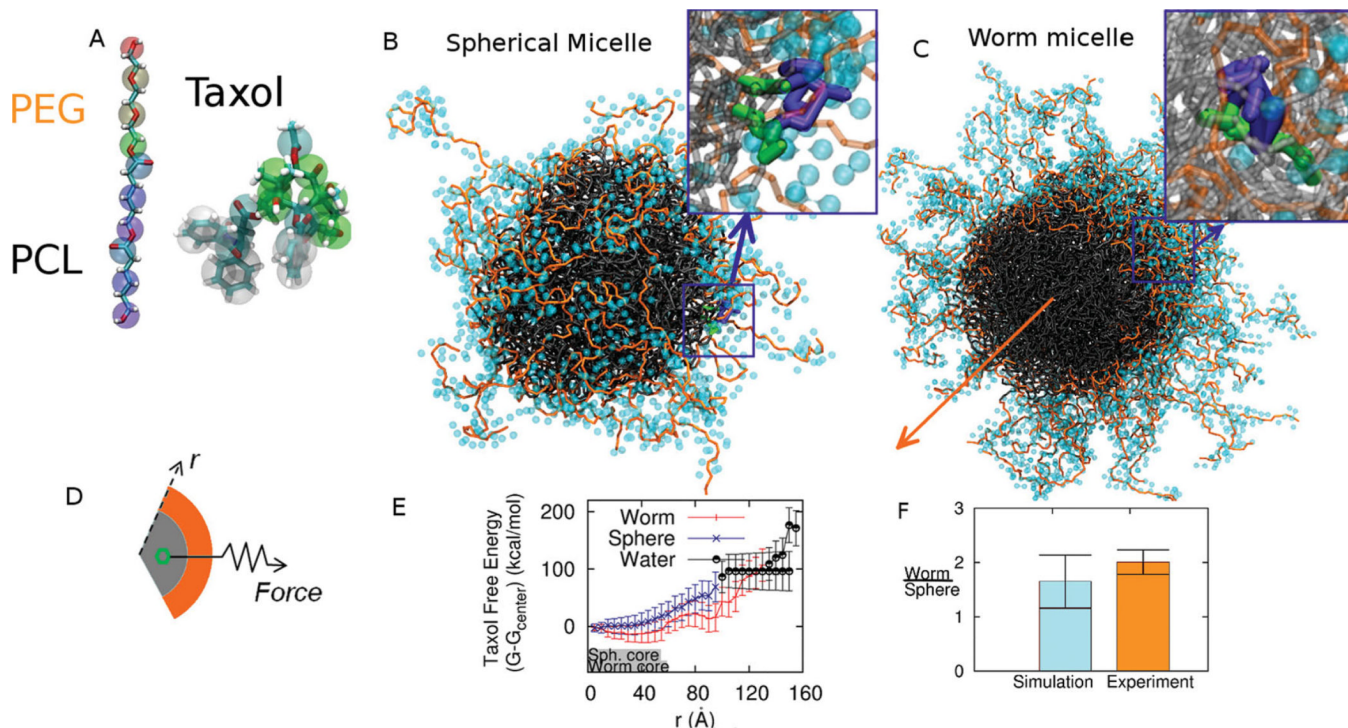 A
PEG
PCL
Taxol
B
Spherical Micelle
C
Worm micelle
D
r
Force
E
Taxol Free Energy
(G-Gcenter) (kcal/mol)
200
100
0
Worm
Sphere
Water
Sph. core
Worm core
0 40 80 120 160
r (Å)
F
Worm
Sphere
3
2
1
0
Simulation Experiment